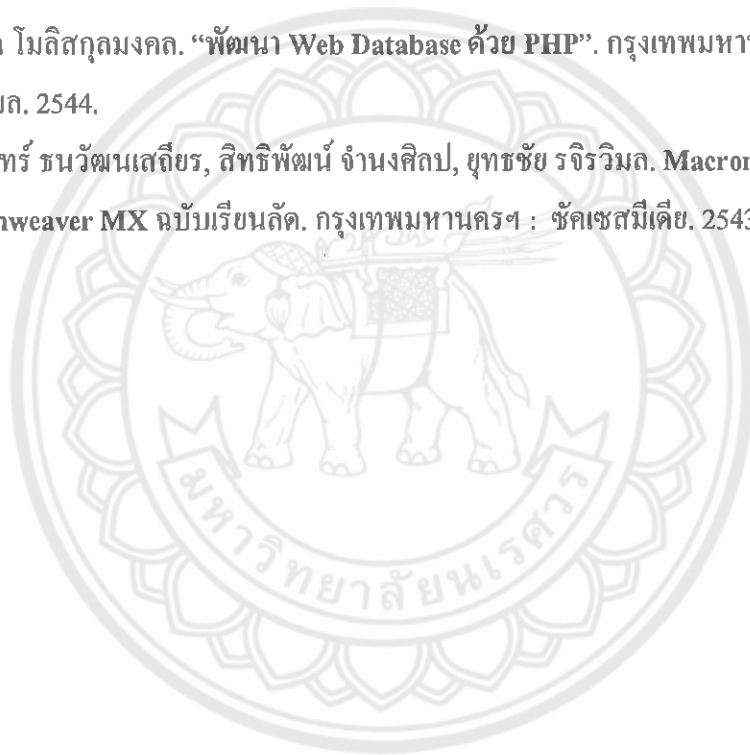 โมลิสกุลมงคล. “พัฒนา Web Database ด้วย PHP”. กรุงเทพมหา
2544.
ธนวัฒนเสถียร, สิทธิพัฒน์ จำนงศิลป, ยุทธชัย รจิรวิมล. Macron
nweaver MX ฉบับเรียนลัด. กรุงเทพมหานครฯ : ซัคเซสมีเดีย. 2543
มหาวิทยาลัยนเรศวร